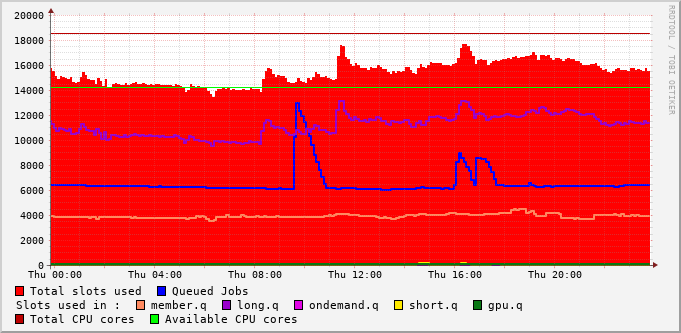 20000
18000
16000
14000
12000
10000
8000
6000
4000
2000
0
Thu 00:00 Thu 04:00 Thu 08:00 Thu 12:00 Thu 16:00 Thu 20:00
Total slots used Queued Jobs
Slots used in : member.q long.q ondemand.q short.q gpu.q
Total CPU cores Available CPU cores
RRDTOOL / TOBI OETIKER